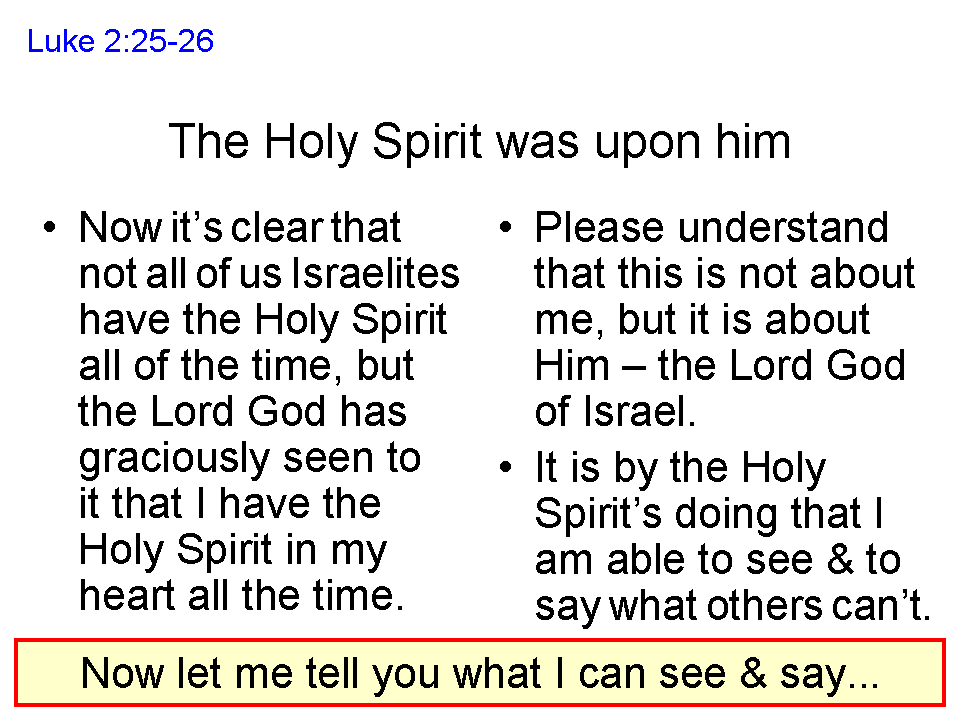 Luke 2:25-26
The Holy Spirit was upon him
• Now it’s clear that
not all of us Israelites
have the Holy Spirit
all of the time, but
the Lord God has
graciously seen to
it that I have the
Holy Spirit in my
heart all the time.
• Please understand
that this is not about
me, but it is about
Him – the Lord God
of Israel.
• It is by the Holy
Spirit’s doing that I
am able to see & to
say what others can’t.
Now let me tell you what I can see & say...